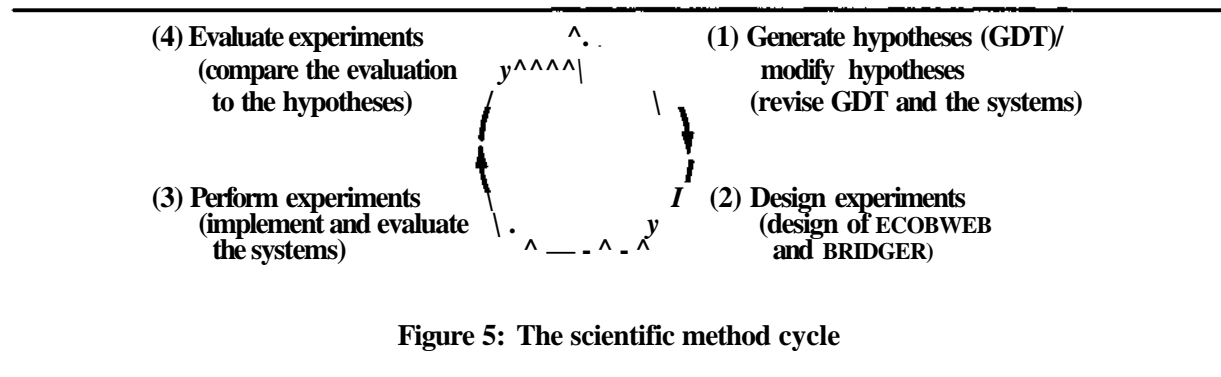 (4) Evaluate experiments
(compare the evaluation
to the hypotheses)
(1) Generate hypotheses (GDT)/
modify hypotheses
(revise GDT and the systems)
(3) Perform experiments
(implement and evaluate
the systems)
(2) Design experiments
(design of ECOBWEB
and BRIDGER)
Figure 5: The scientific method cycle